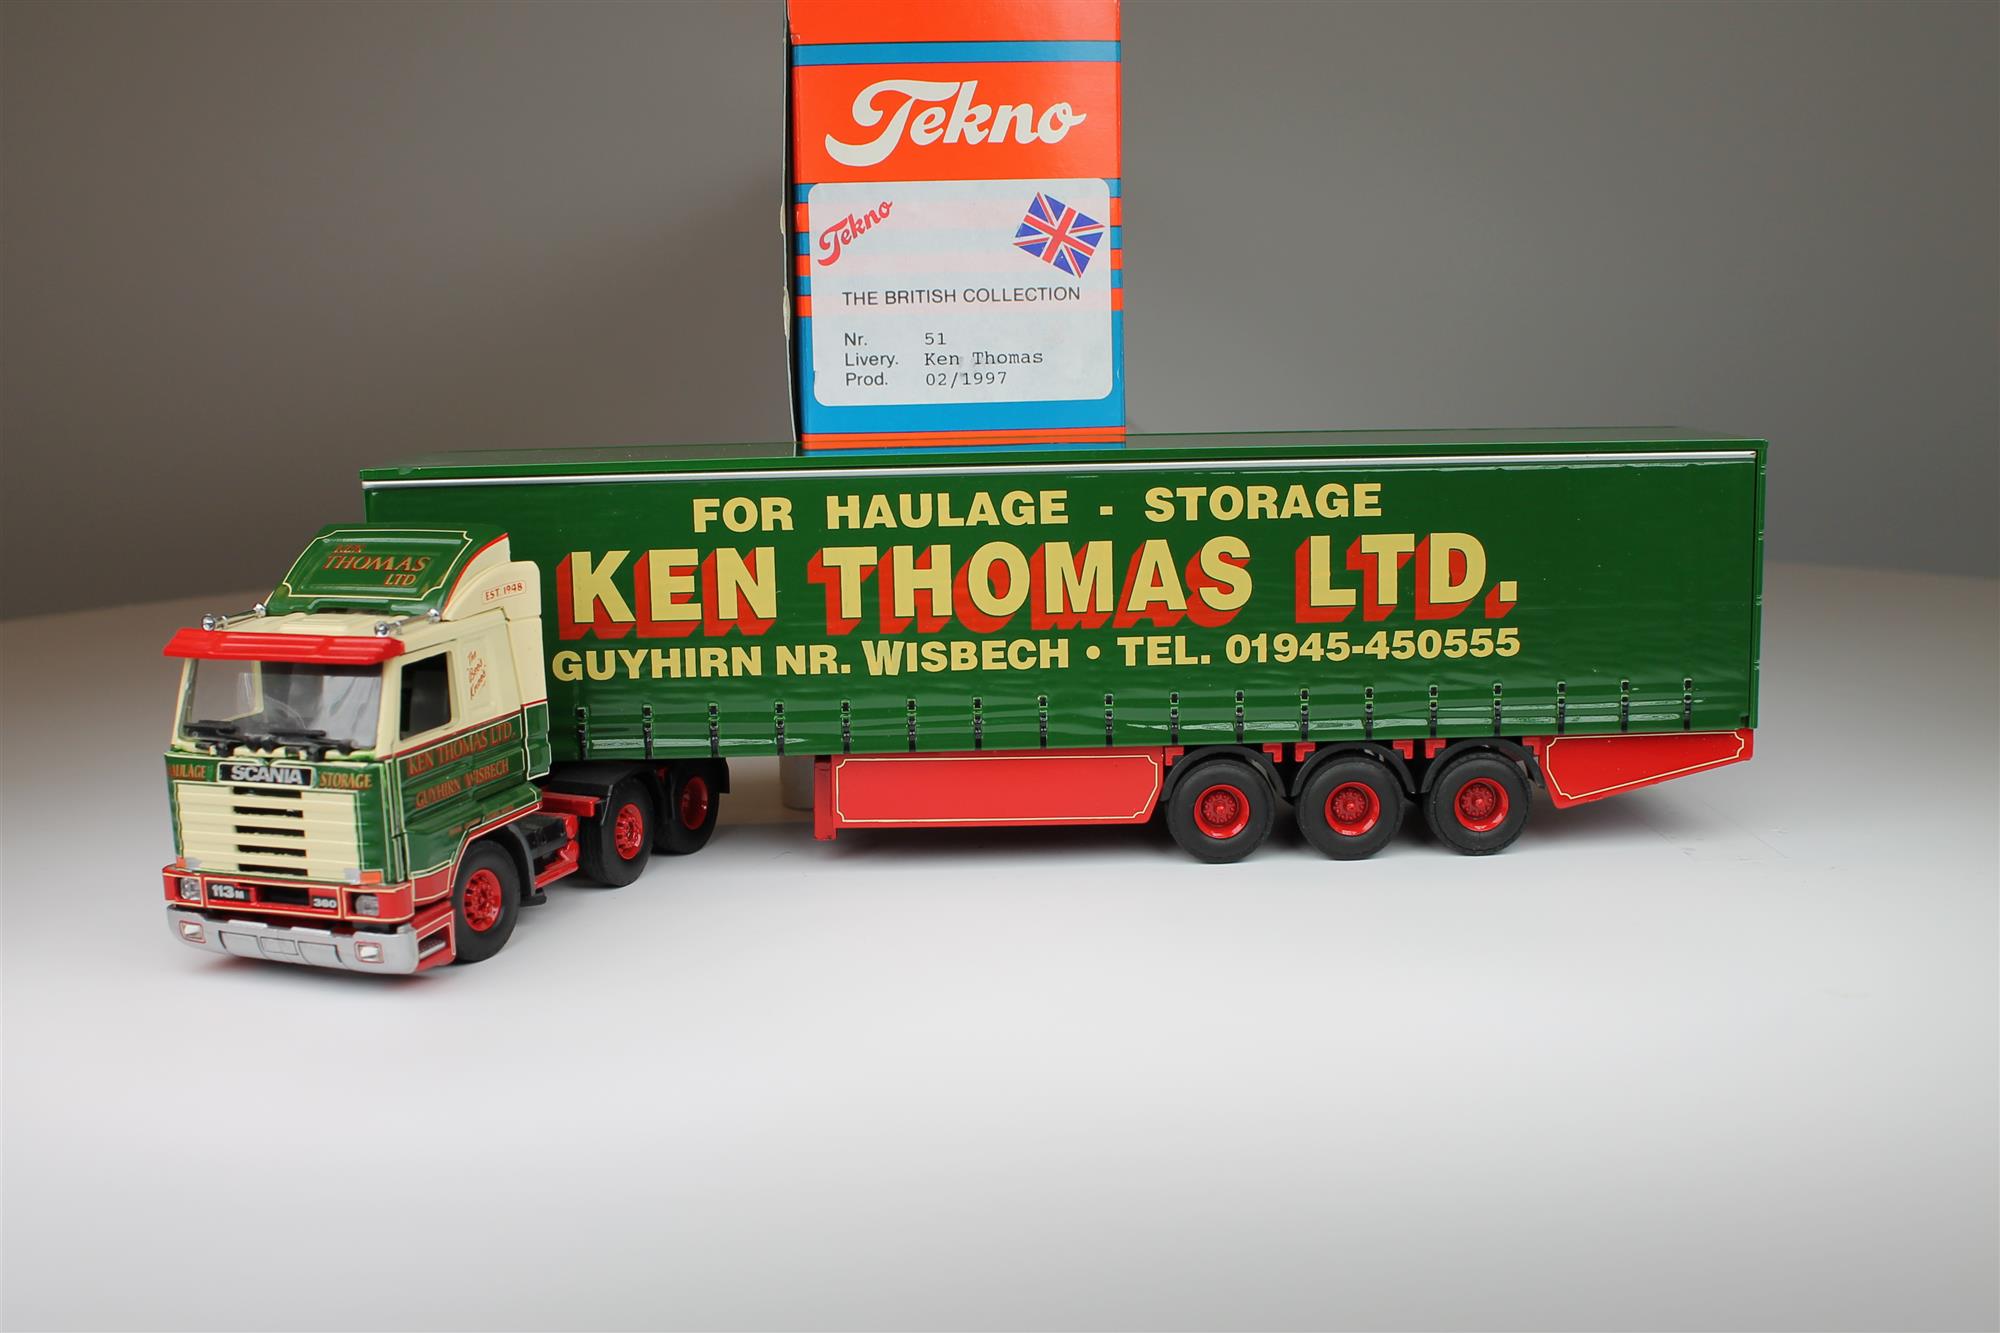 Tekno
Tekno
THE BRITISH COLLECTION
Nr. 51
Livery. Ken Thomas
Prod. 02/1997
FOR HAULAGE - STORAGE
KEN THOMAS LTD.
GUYHIRN NR. WISBECH • TEL. 01945-450555
KEN
THOMAS
LTD
EST. 1948
KEN THOMAS LTD.
GUYHIRN WISBECH
HAULAGE SCANIA STORAGE
113M 360